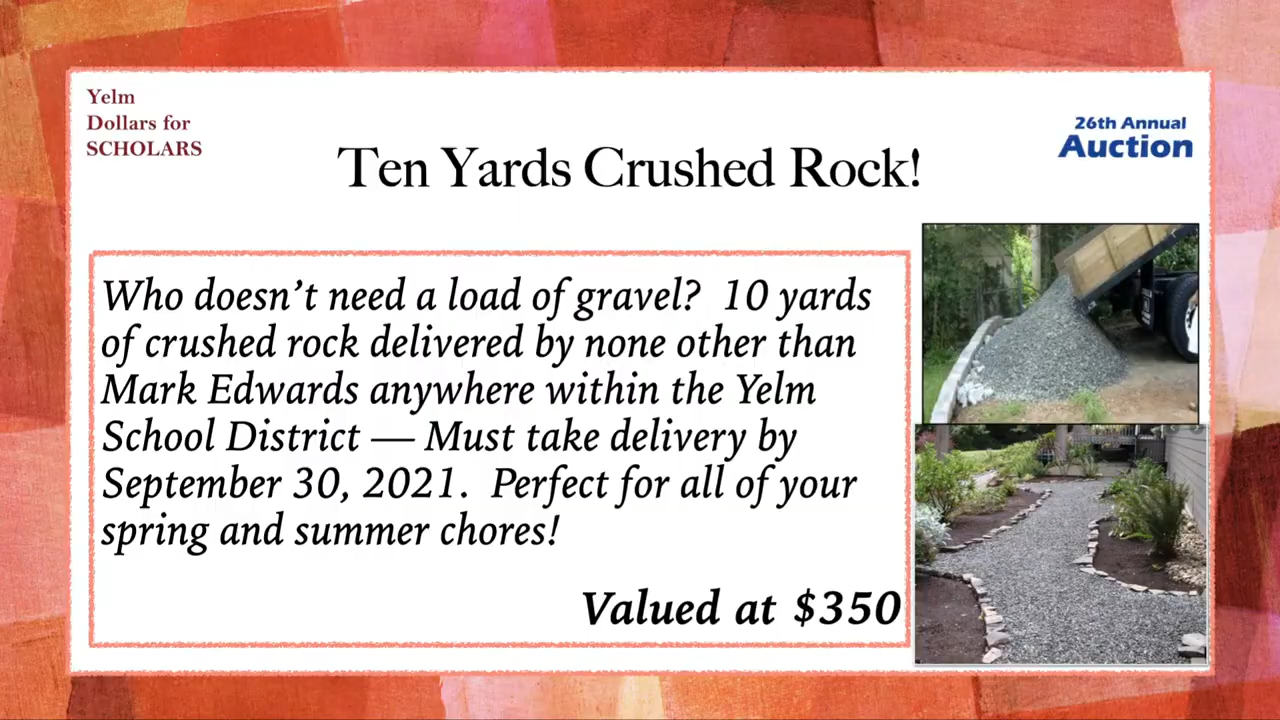 Yelm
Dollars for
SCHOLARS
26th Annual
Auction
Ten Yards Crushed Rock!
Who doesn’t need a load of gravel?  10 yards
of crushed rock delivered by none other than
Mark Edwards anywhere within the Yelm
School District — Must take delivery by
September 30, 2021.  Perfect for all of your
spring and summer chores!
Valued at $350